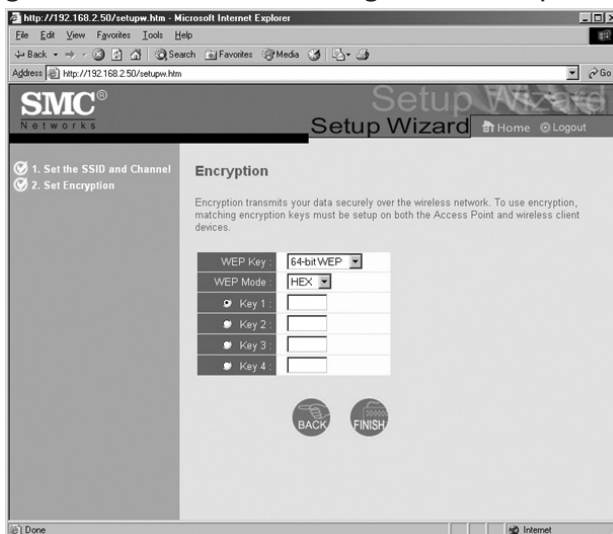 http://192.168.2.50/setupw.htm - Microsoft Internet Explorer
File Edit View Favorites Tools Help
Back Search Favorites Media
Address http://192.168.2.50/setupw.htm Go
SMC®
Networks
Setup Wizard
Setup Wizard Home Logout
1. Set the SSID and Channel
2. Set Encryption
Encryption
Encryption transmits your data securely over the wireless network. To use encryption,
matching encryption keys must be setup on both the Access Point and wireless client
devices.
WEP Key : 64-bit WEP
WEP Mode : HEX
Key 1 :
Key 2 :
Key 3 :
Key 4 :
BACK FINISH
Done Internet